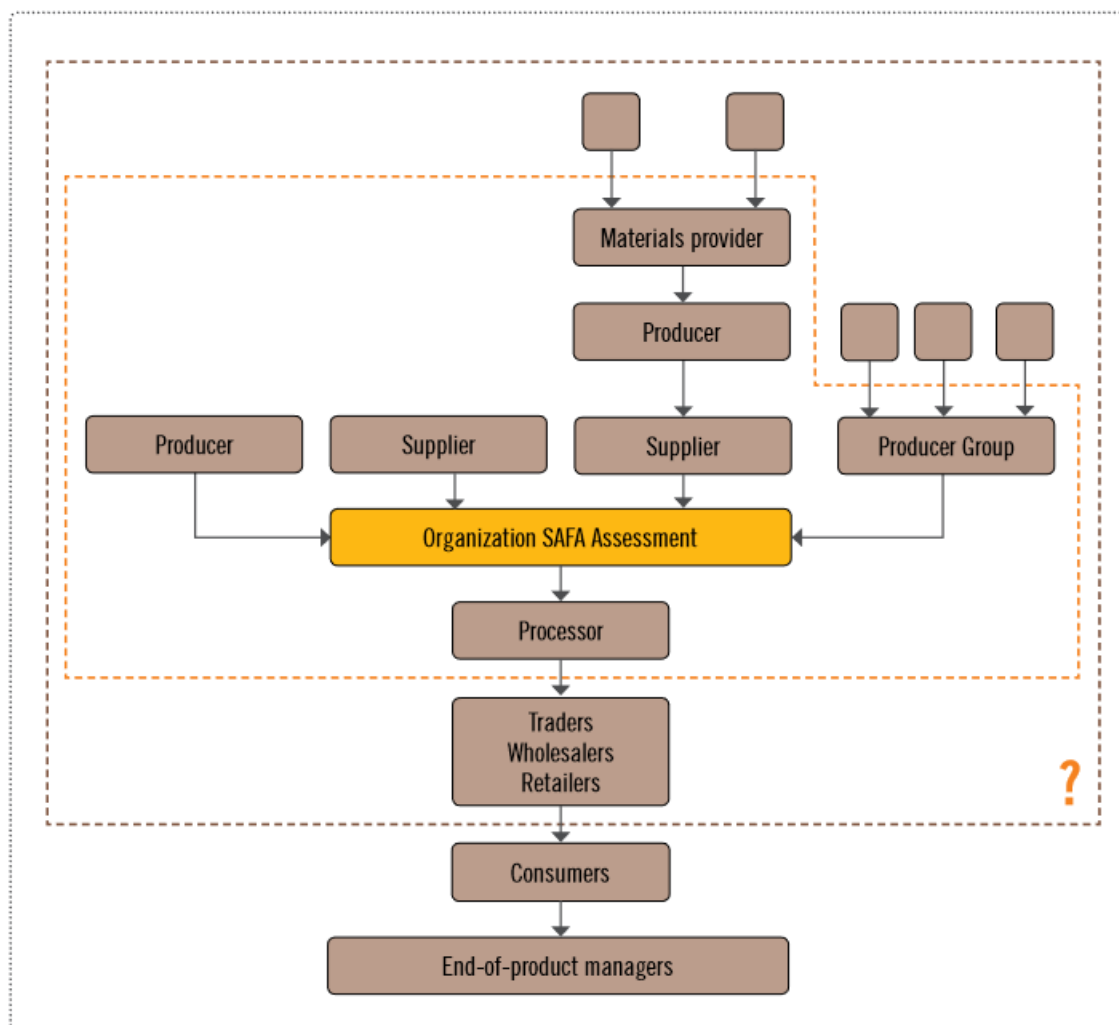 Materials provider
Producer
Producer
Supplier
Supplier
Producer Group
Organization SAFA Assessment
Processor
Traders
Wholesalers
Retailers
?
Consumers
End-of-product managers